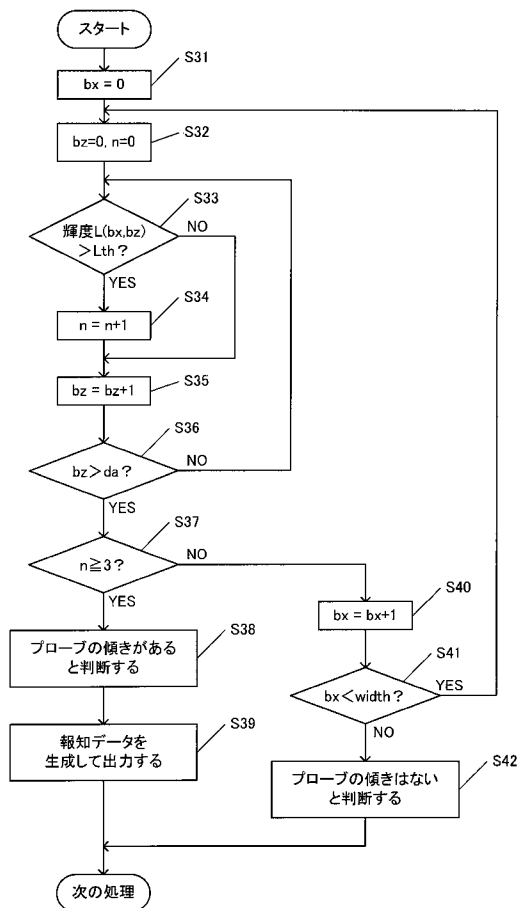 スタート
S31
bx = 0
S32
bz=0, n=0
S33
輝度L(bx,bz)
>Lth？
NO
YES
S34
n = n+1
S35
bz = bz+1
S36
bz＞da？
NO
YES
S37
n≧3？
NO
YES
S38
プローブの傾きがある
と判断する
S39
報知データを
生成して出力する
S40
bx = bx+1
S41
bx＜width？
YES
NO
S42
プローブの傾きはない
と判断する
次の処理